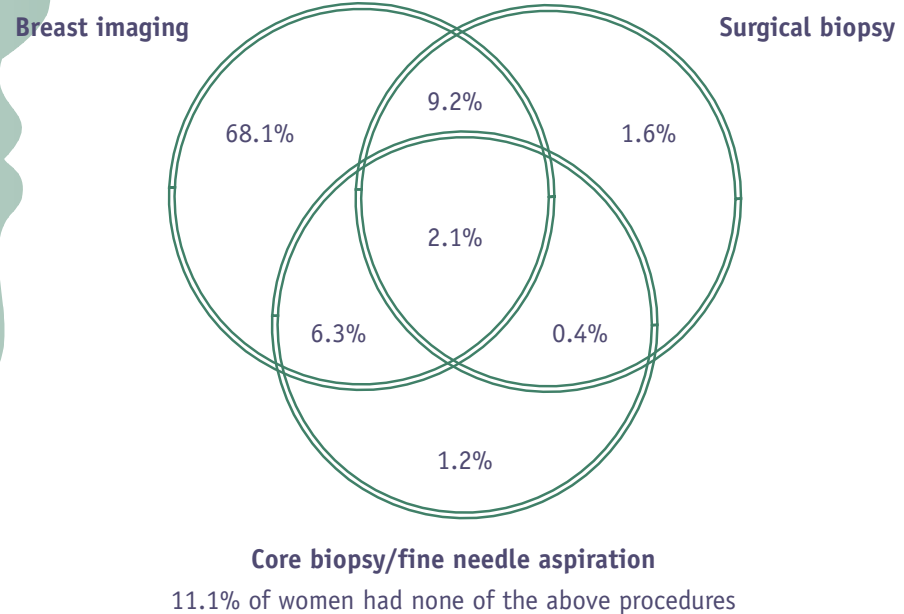 Breast imaging
Surgical biopsy
9.2%
68.1%
1.6%
2.1%
6.3%
0.4%
1.2%
Core biopsy/fine needle aspiration
11.1% of women had none of the above procedures